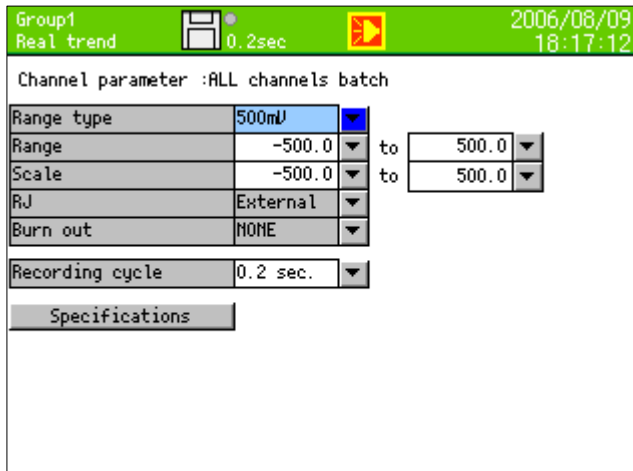 Group1 2006/08/09
Real trend 0.2sec 18:17:12
Channel parameter :ALL channels batch
Range type 500mV
Range -500.0 to 500.0
Scale -500.0 to 500.0
RJ External
Burn out NONE
Recording cycle 0.2 sec.
Specifications